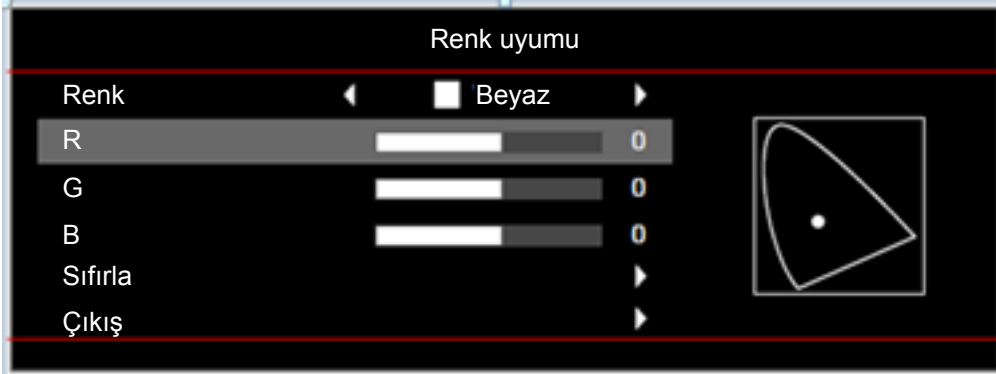 Renk uyumu
Renk Beyaz
R 0
G 0
B 0
Sıfırla
Çıkış